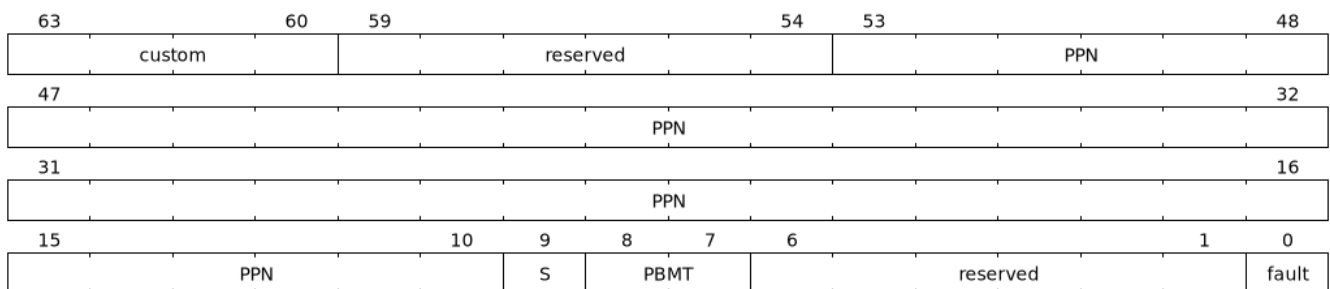 63 60 59 54 53 48
custom reserved PPN
47 32
PPN
31 16
PPN
15 10 9 8 7 6 1 0
PPN S PBMT reserved fault